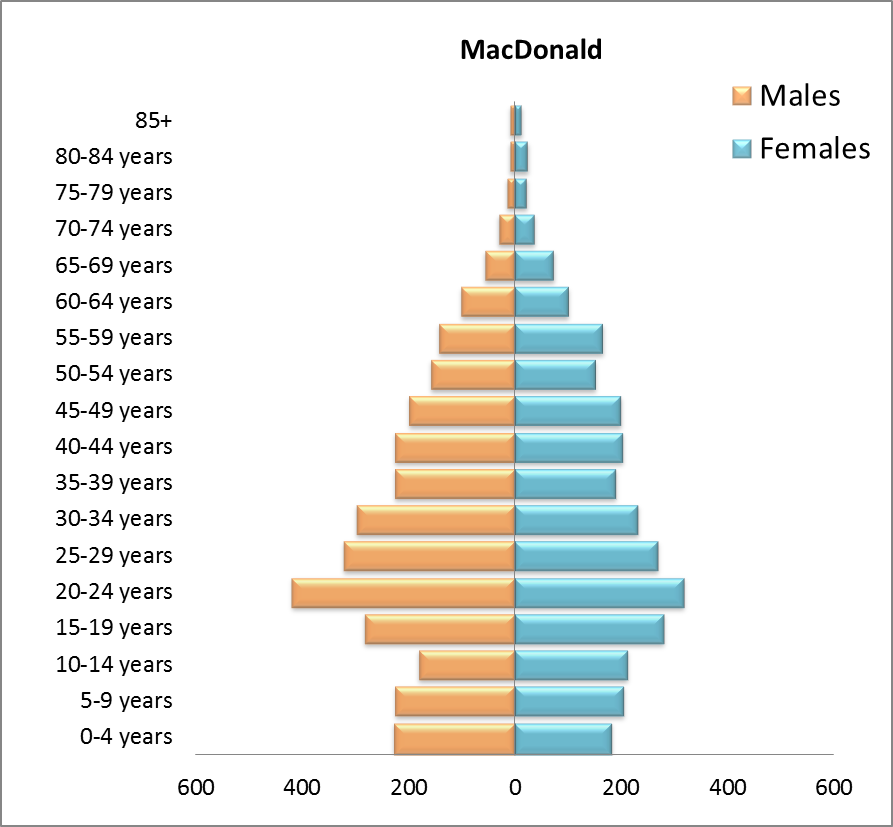 MacDonald
Males
Females
85+
80-84 years
75-79 years
70-74 years
65-69 years
60-64 years
55-59 years
50-54 years
45-49 years
40-44 years
35-39 years
30-34 years
25-29 years
20-24 years
15-19 years
10-14 years
5-9 years
0-4 years
600 400 200 0 200 400 600